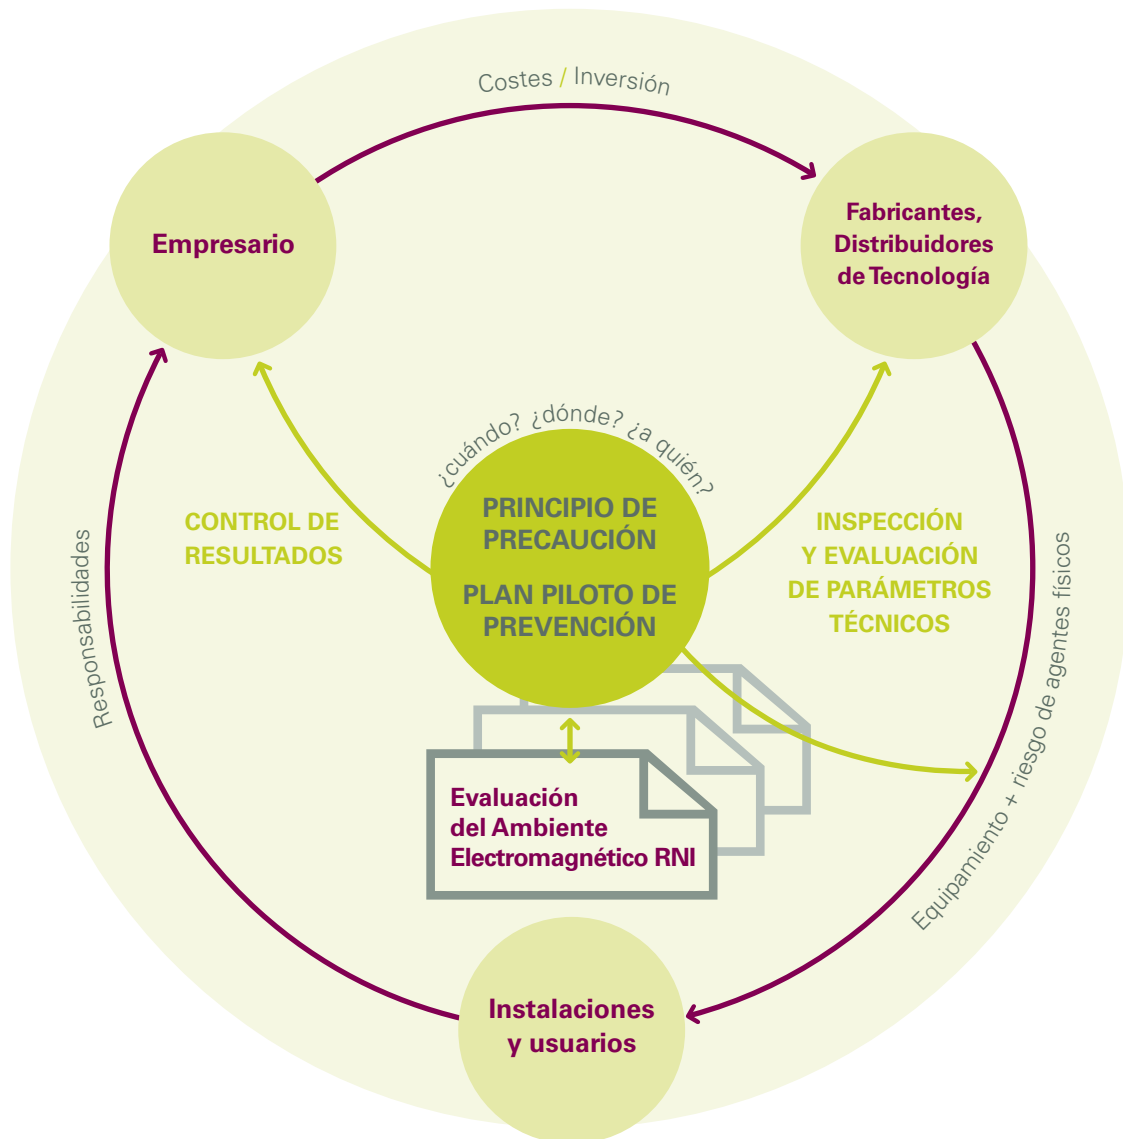 Costes / Inversión
Empresario
Fabricantes,
Distribuidores
de Tecnología
¿cuándo? ¿dónde? ¿a quién?
PRINCIPIO DE
PRECAUCIÓN
PLAN PILOTO DE
PREVENCIÓN
CONTROL DE
RESULTADOS
INSPECCIÓN
Y EVALUACIÓN
DE PARÁMETROS
TÉCNICOS
Responsabilidades
Equipamiento + riesgo de agentes físicos
Evaluación
del Ambiente
Electromagnético RNI
Instalaciones
y usuarios